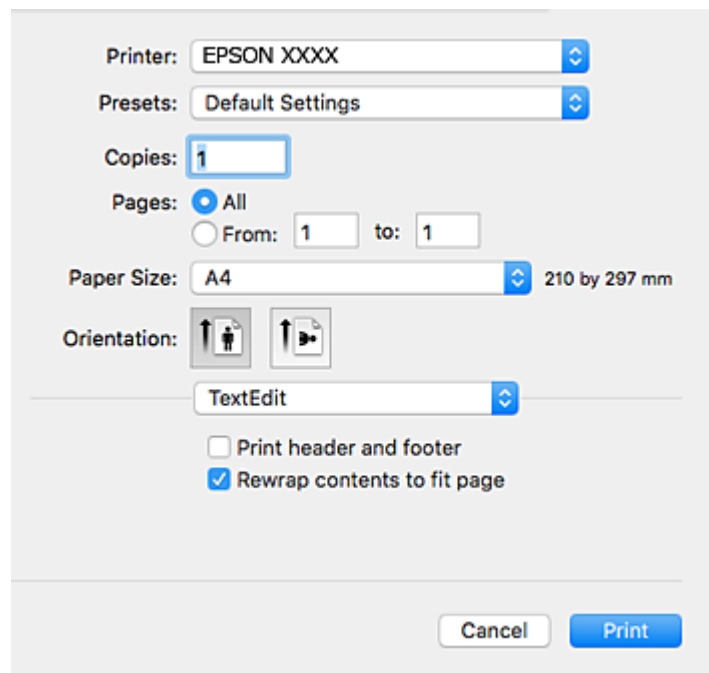 Printer: EPSON XXXX
Presets: Default Settings
Copies: 1
Pages: All
From: 1 to: 1
Paper Size: A4 210 by 297 mm
Orientation:
TextEdit
Print header and footer
Rewrap contents to fit page
Cancel Print